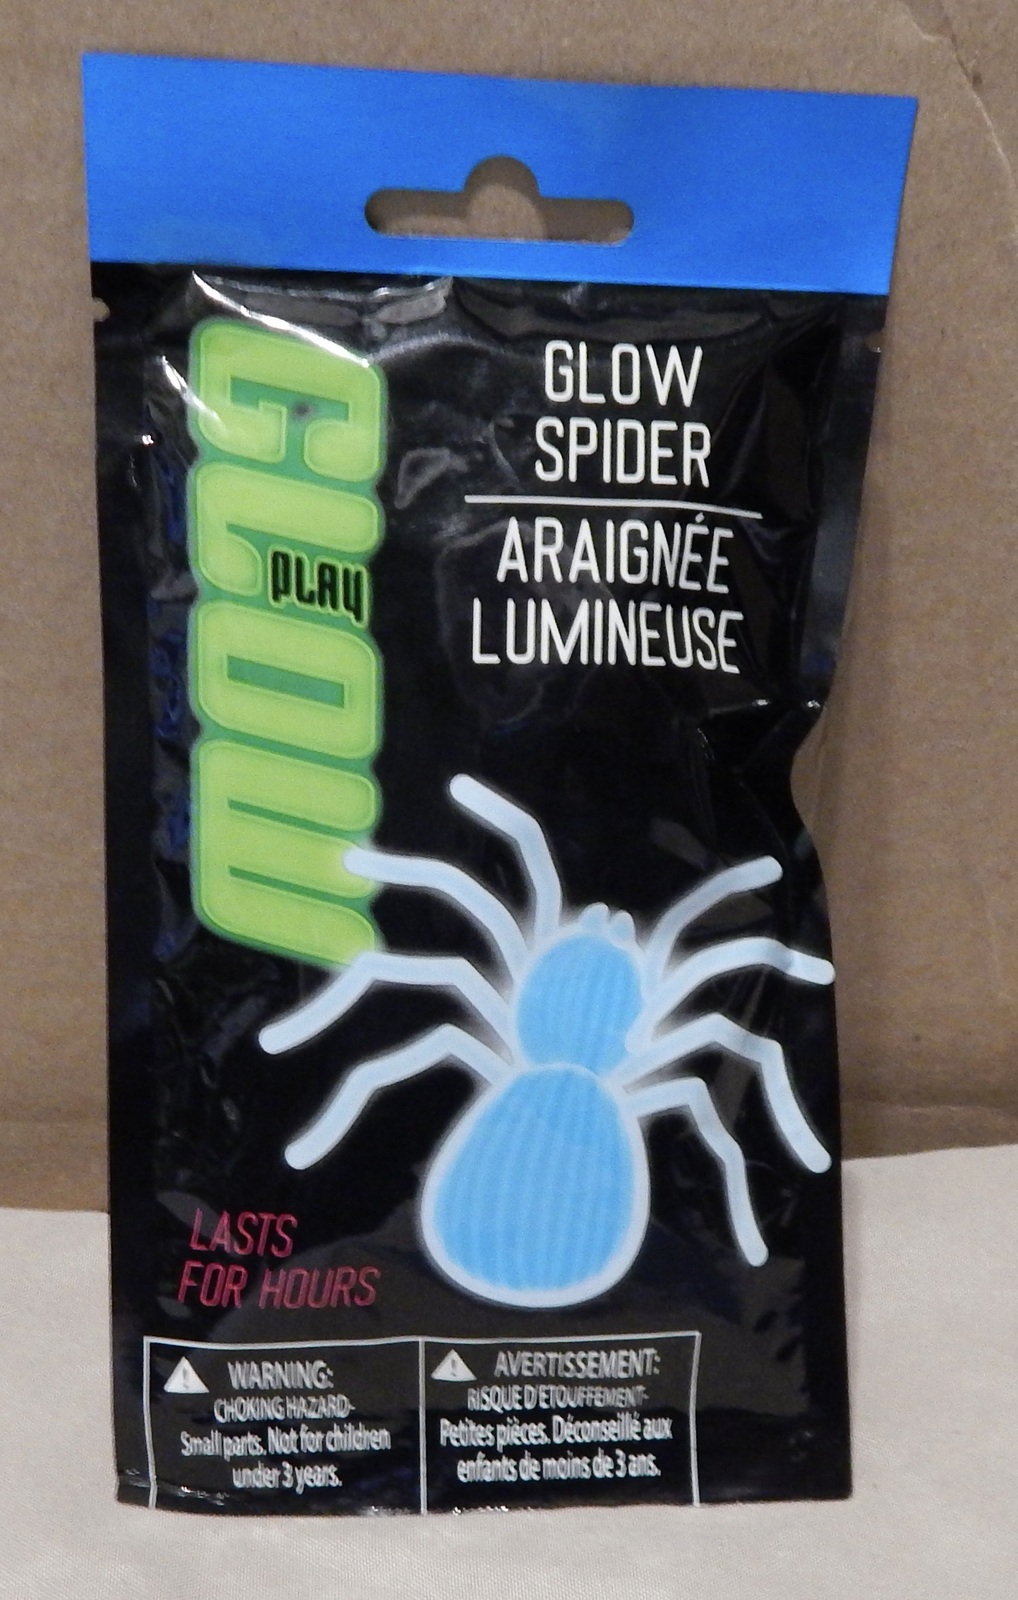 GLOW
PLAY
GLOW
SPIDER
ARAIGNÉE
LUMINEUSE
LASTS
FOR HOURS
WARNING:
CHOKING HAZARD-
Small parts. Not for children
under 3 years.
AVERTISSEMENT:
RISQUE D'ETOUFFEMENT-
Petites pièces. Déconseillé aux
enfants de moins de 3 ans.